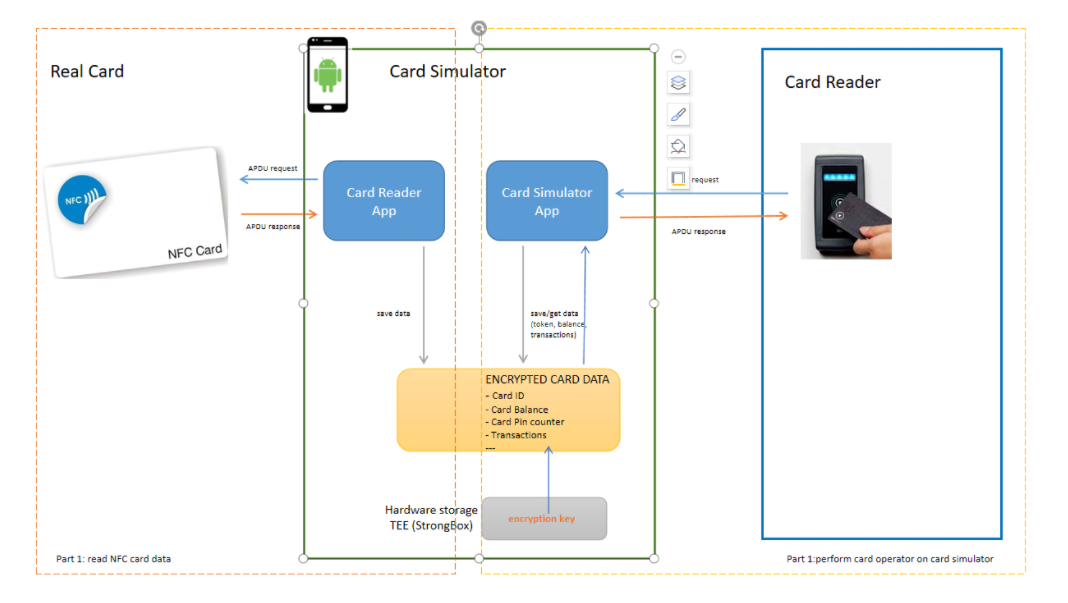 Real Card
Card Simulator
Card Reader
APDU request
APDU response
NFC
NFC Card
Card Reader
App
Card Simulator
App
request
APDU response
save data
save/get data
(token, balance,
transactions)
ENCRYPTED CARD DATA
- Card ID
- Card Balance
- Card Pin counter
- Transactions
---
Hardware storage
TEE (StrongBox)
encryption key
Part 1: read NFC card data
Part 1:perform card operator on card simulator